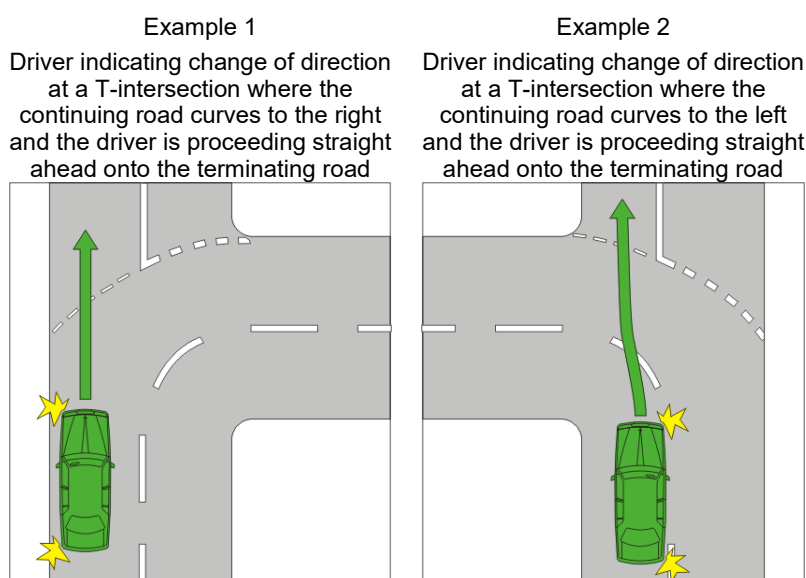 Example 1
Driver indicating change of direction
at a T-intersection where the
continuing road curves to the right
and the driver is proceeding straight
ahead onto the terminating road
Example 2
Driver indicating change of direction
at a T-intersection where the
continuing road curves to the left
and the driver is proceeding straight
ahead onto the terminating road